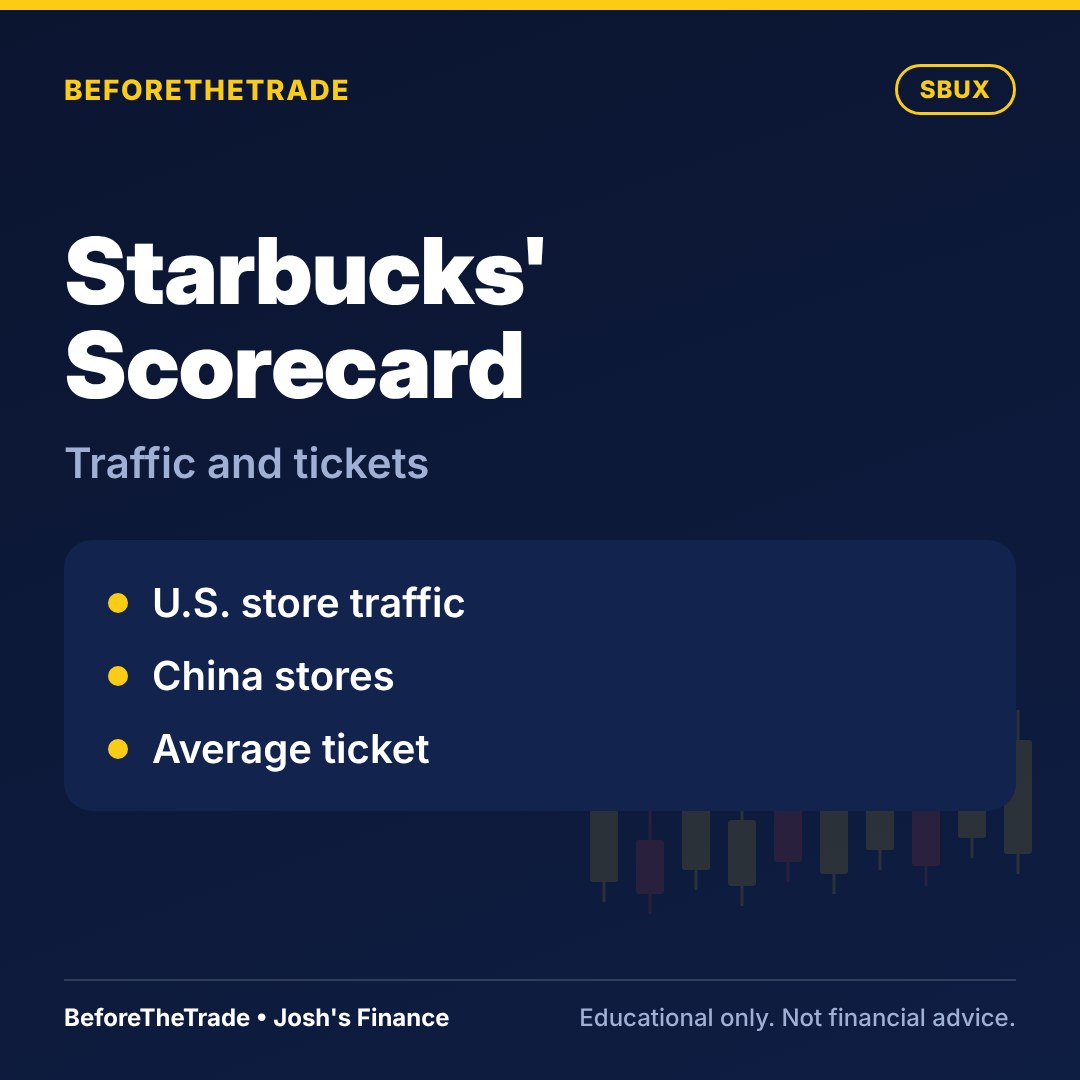 BEFORETHETRADE
SBUX
Starbucks'
Scorecard
Traffic and tickets
U.S. store traffic
China stores
Average ticket
BeforeTheTrade • Josh's Finance
Educational only. Not financial advice.